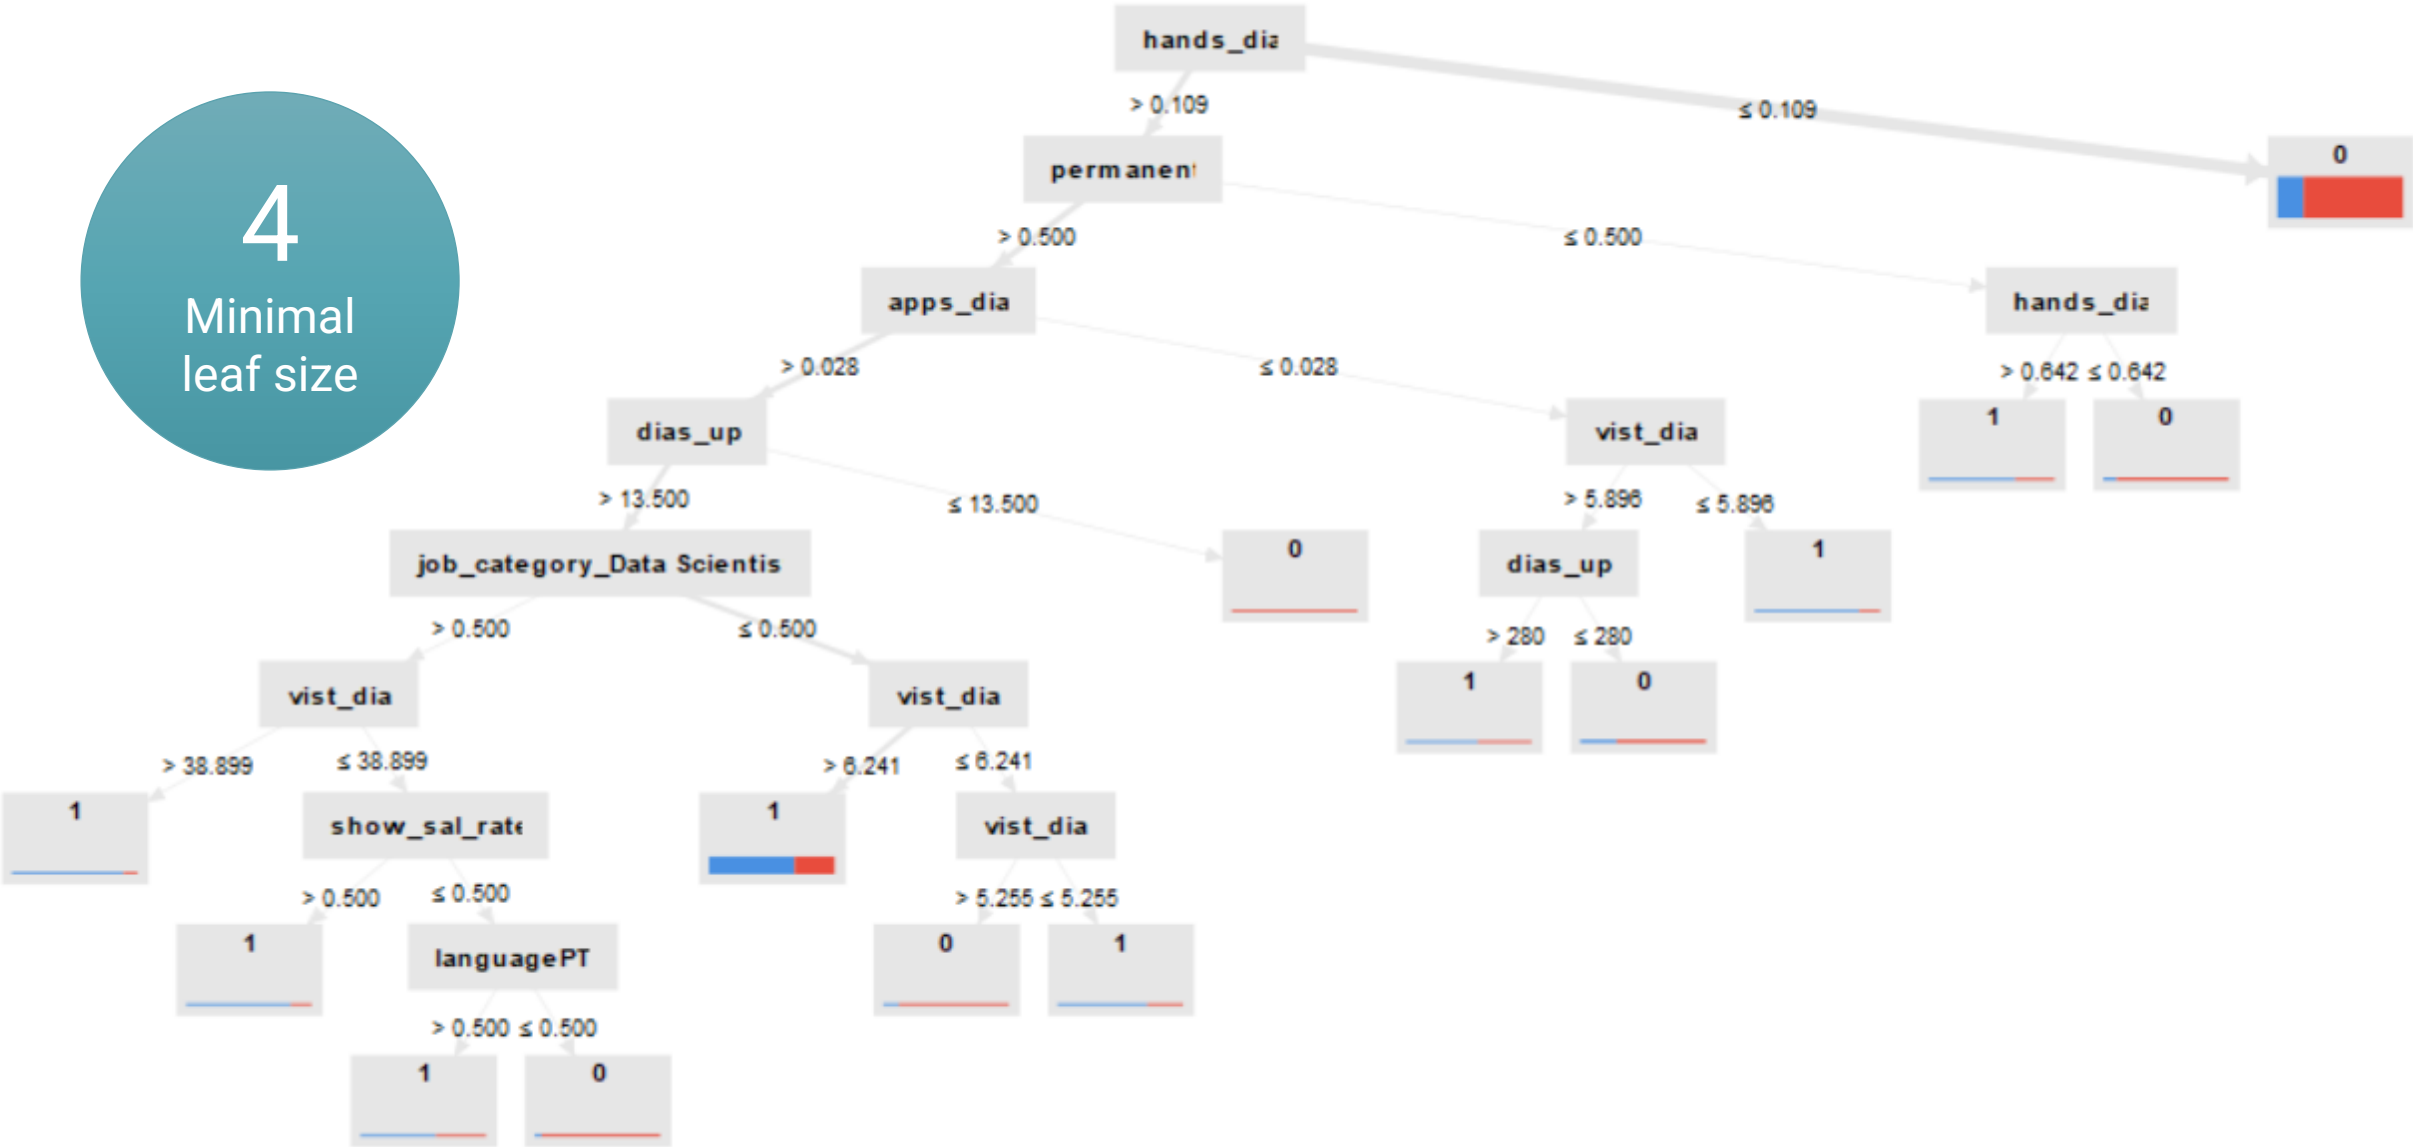 hands_dia
> 0.109
≤ 0.109
4
Minimal
leaf size
permanent
0
> 0.500
≤ 0.500
apps_dia
hands_dia
> 0.028
≤ 0.028
> 0.642 ≤ 0.642
dias_up
vist_dia
1
0
> 13.500
≤ 13.500
> 5.896
≤ 5.896
job_category_Data Scientis
0
dias_up
1
> 0.500
≤ 0.500
> 280
≤ 280
vist_dia
vist_dia
1
0
> 38.899
≤ 38.899
> 6.241
≤ 6.241
1
show_sal_rate
1
vist_dia
> 0.500
≤ 0.500
> 5.255 ≤ 5.255
1
languagePT
0
1
> 0.500 ≤ 0.500
1
0